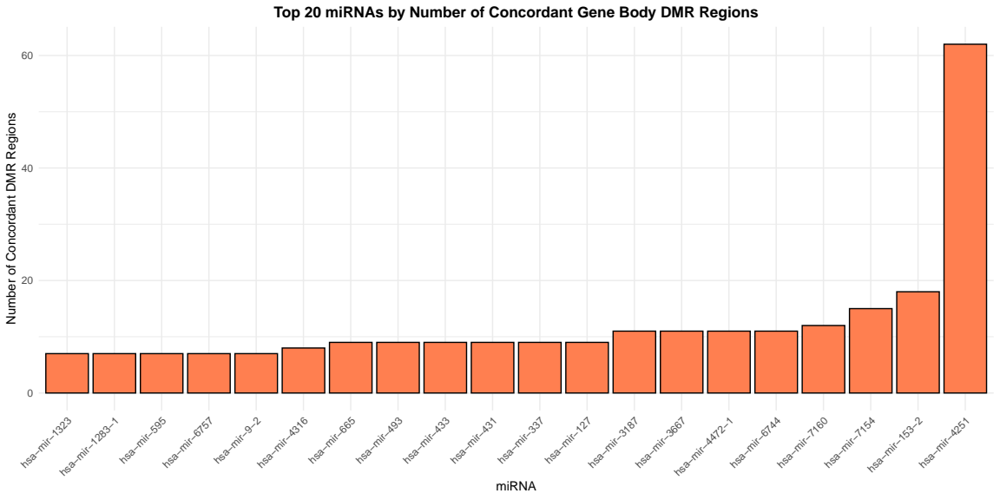 Top 20 miRNAs by Number of Concordant Gene Body DMR Regions
Number of Concordant DMR Regions
60
40
20
0
hsa−mir−1323
hsa−mir−1283−1
hsa−mir−595
hsa−mir−6757
hsa−mir−9−2
hsa−mir−4316
hsa−mir−665
hsa−mir−493
hsa−mir−433
hsa−mir−431
hsa−mir−337
hsa−mir−127
hsa−mir−3187
hsa−mir−3667
hsa−mir−4472−1
hsa−mir−6744
hsa−mir−7160
hsa−mir−7154
hsa−mir−153−2
hsa−mir−4251
miRNA